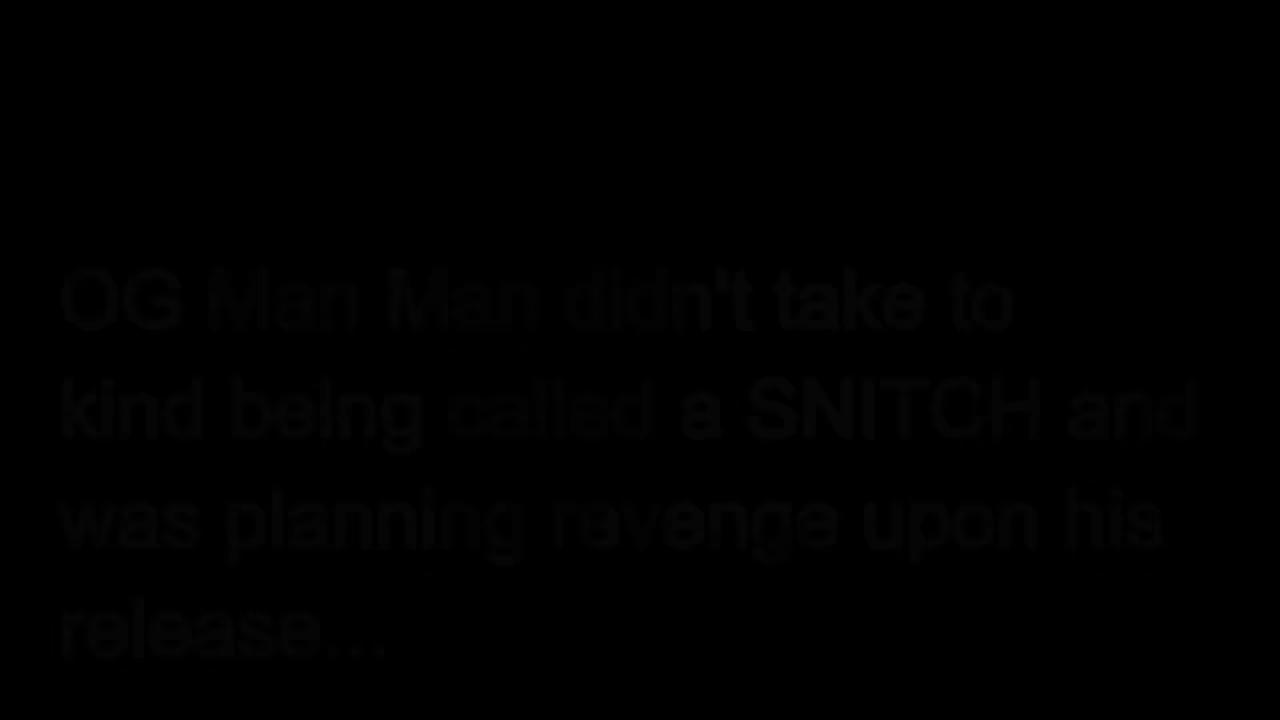 OG Man Man didn't take to
kind being called a SNITCH and
was planning revenge upon his
release...